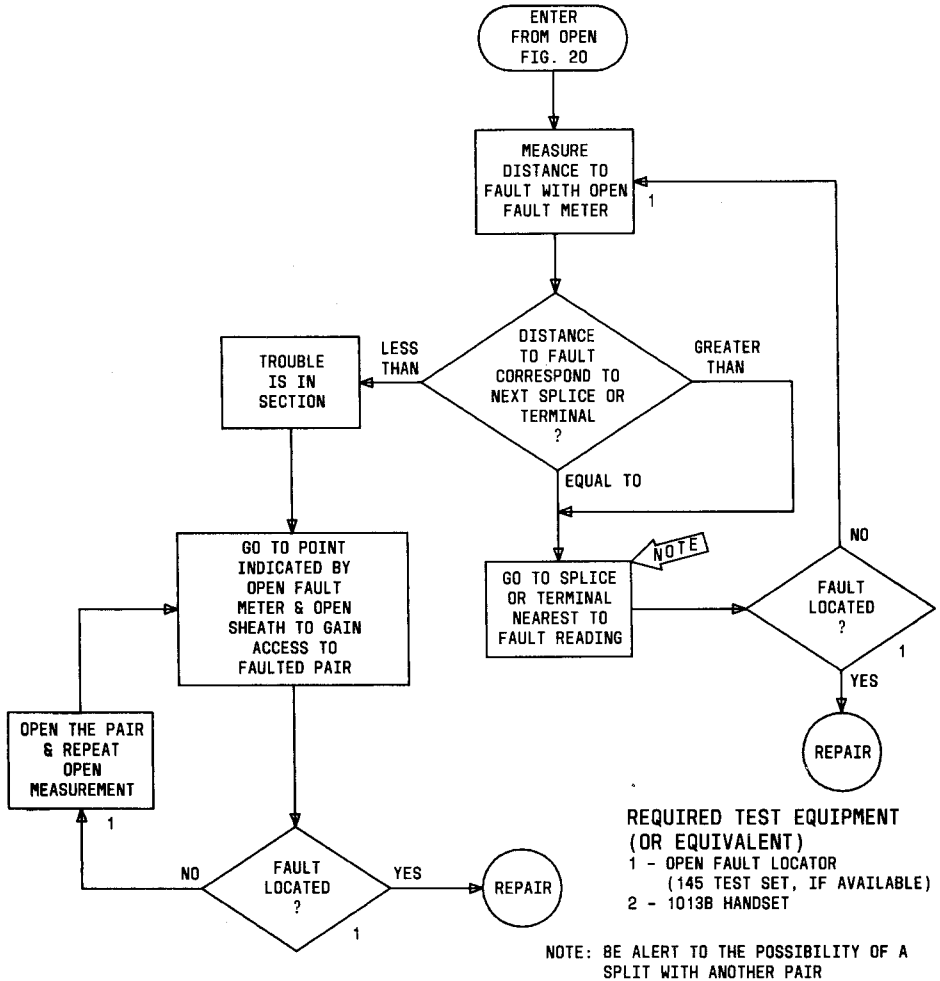 ENTER
FROM OPEN
FIG. 20
MEASURE
DISTANCE TO
FAULT WITH OPEN
FAULT METER
1
DISTANCE
TO FAULT
CORRESPOND TO
NEXT SPLICE OR
TERMINAL
?
LESS
THAN
GREATER
THAN
EQUAL TO
TROUBLE
IS IN
SECTION
GO TO POINT
INDICATED BY
OPEN FAULT
METER & OPEN
SHEATH TO GAIN
ACCESS TO
FAULTED PAIR
NOTE
GO TO SPLICE
OR TERMINAL
NEAREST TO
FAULT READING
NO
FAULT
LOCATED
?
1
YES
REPAIR
OPEN THE PAIR
& REPEAT
OPEN
MEASUREMENT
1
NO
FAULT
LOCATED
?
1
YES
REPAIR
REQUIRED TEST EQUIPMENT
(OR EQUIVALENT)
1 - OPEN FAULT LOCATOR
(145 TEST SET, IF AVAILABLE)
2 - 1013B HANDSET
NOTE: BE ALERT TO THE POSSIBILITY OF A
SPLIT WITH ANOTHER PAIR